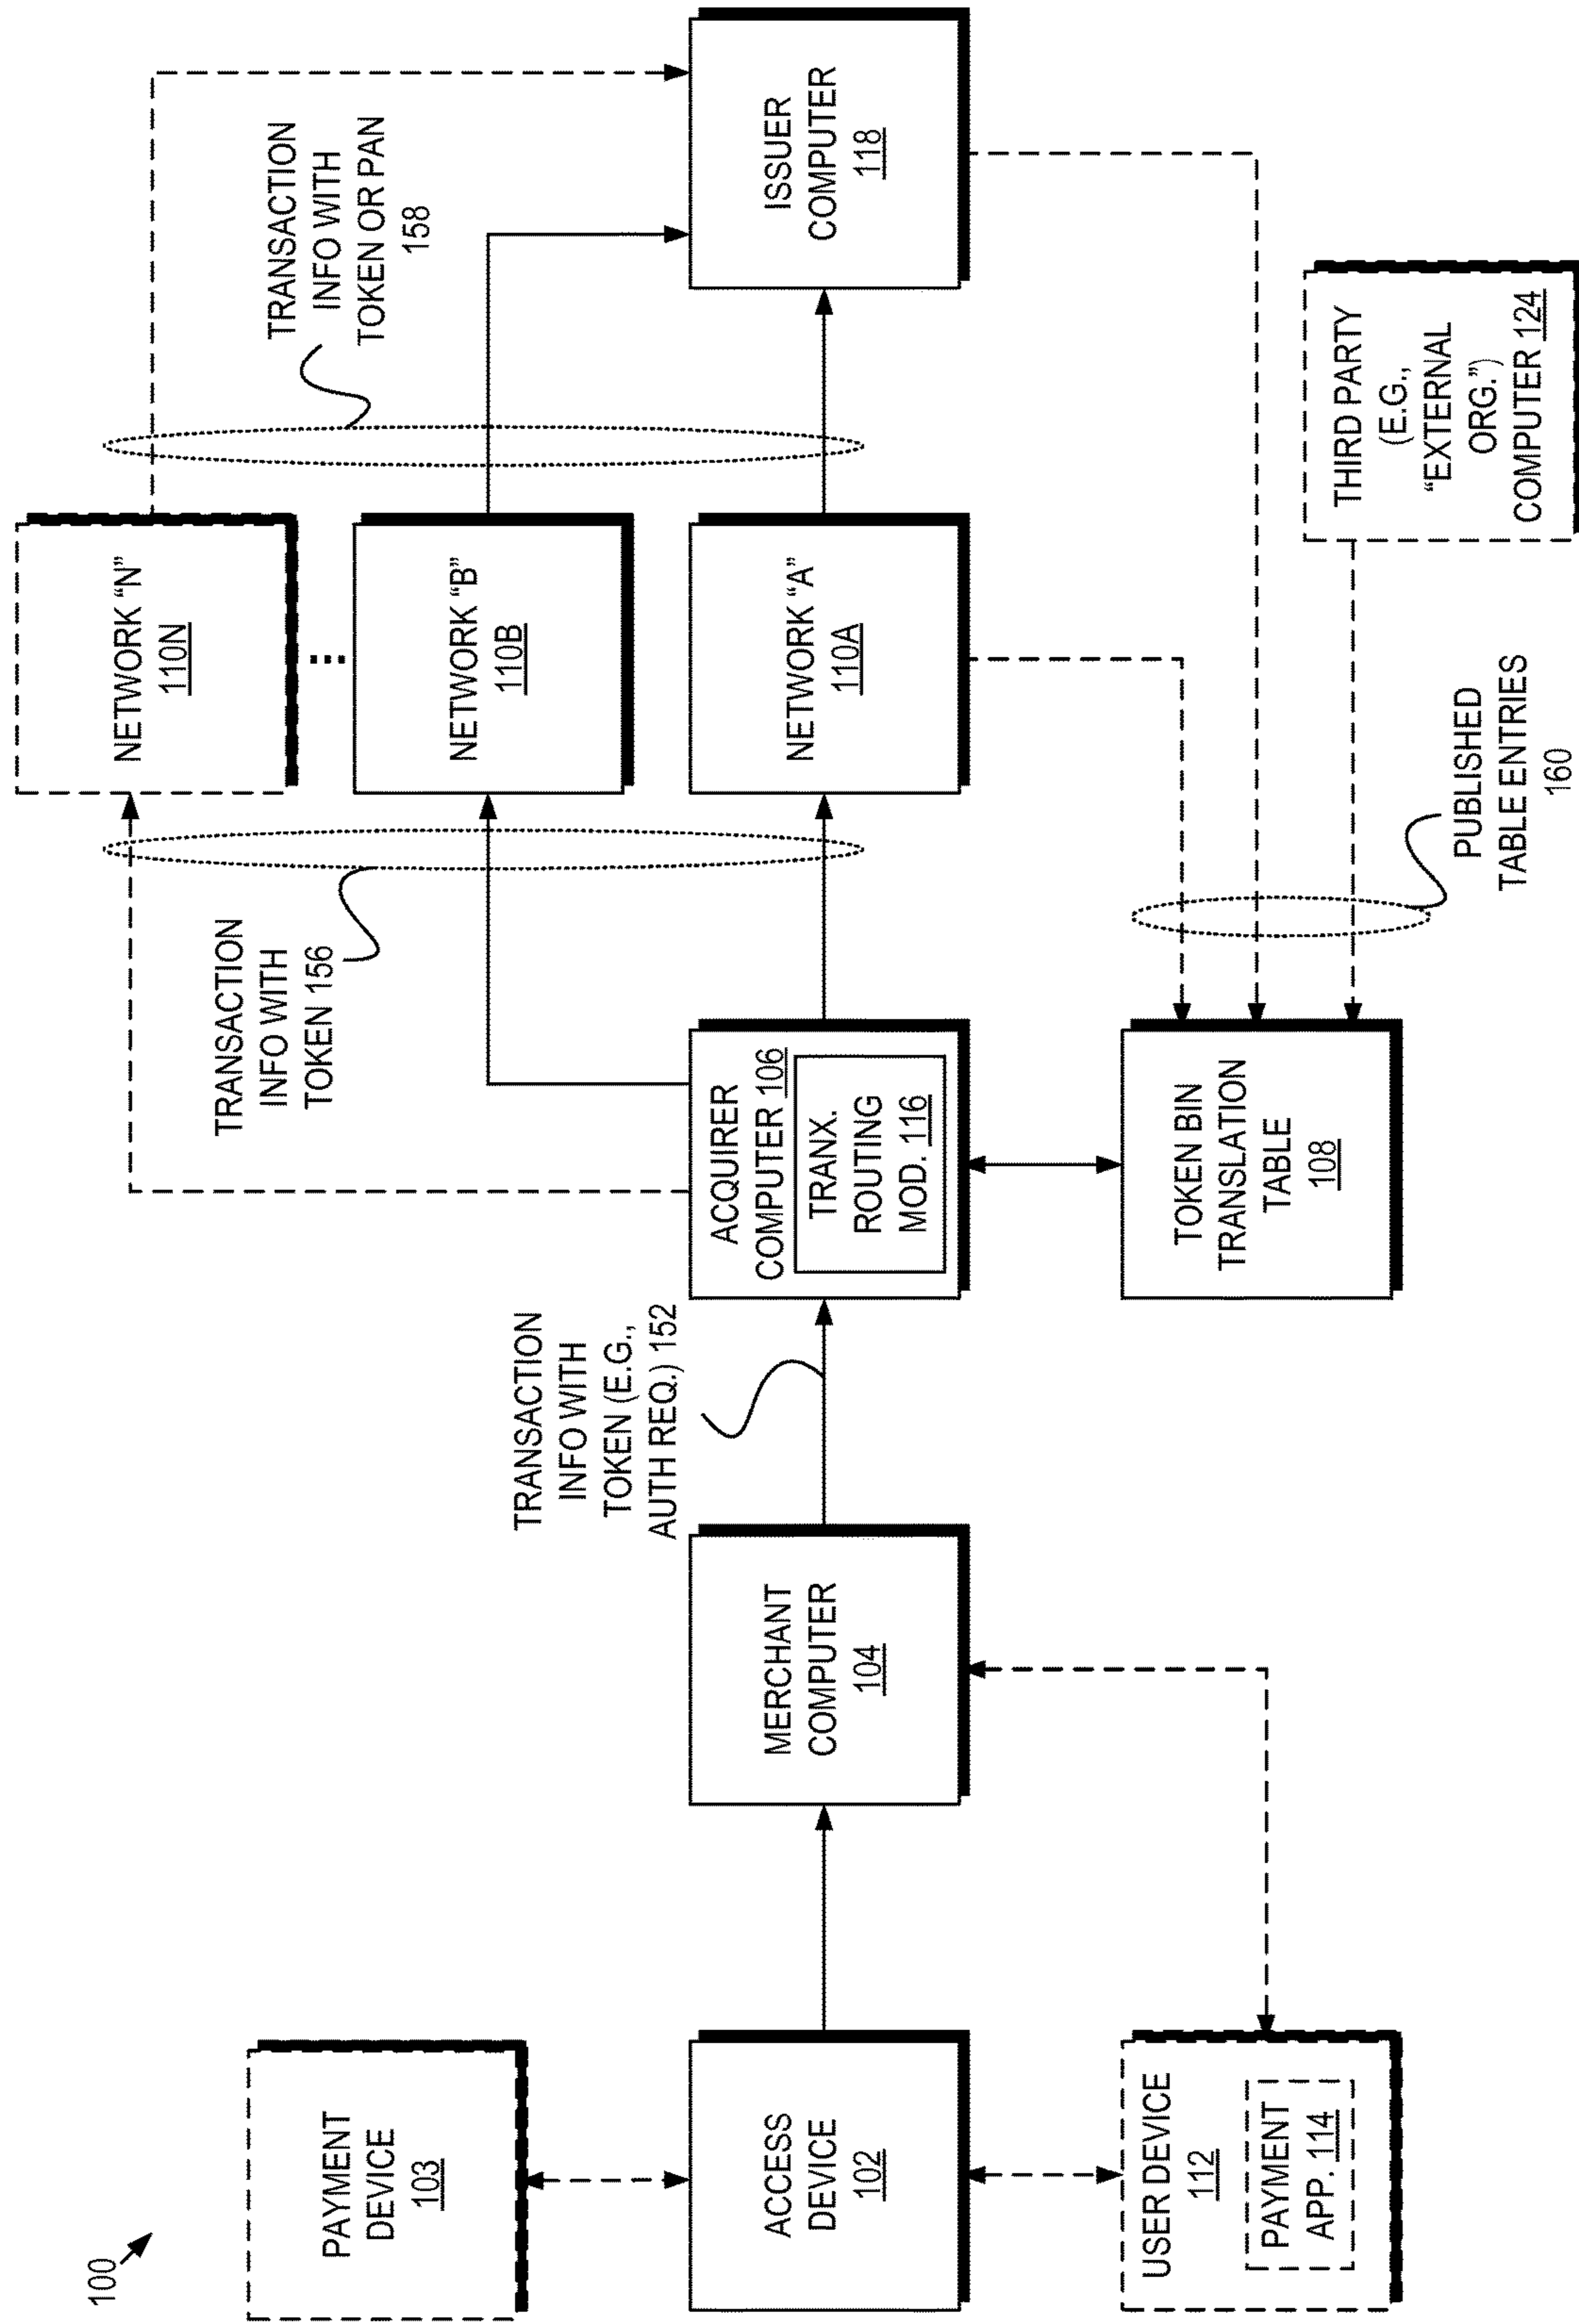 100
PAYMENT
DEVICE
103
ACCESS
DEVICE
102
USER DEVICE
112
PAYMENT
APP. 114
MERCHANT
COMPUTER
104
TRANSACTION
INFO WITH
TOKEN (E.G.,
AUTH REQ.) 152
ACQUIRER
COMPUTER 106
TRANX.
ROUTING
MOD. 116
TOKEN BIN
TRANSLATION
TABLE
108
TRANSACTION
INFO WITH
TOKEN 156
NETWORK “N”
110N
...
NETWORK “B”
110B
NETWORK “A”
110A
PUBLISHED
TABLE ENTRIES
160
TRANSACTION
INFO WITH
TOKEN OR PAN
158
ISSUER
COMPUTER
118
THIRD PARTY
(E.G.,
“EXTERNAL
ORG.”)
COMPUTER 124